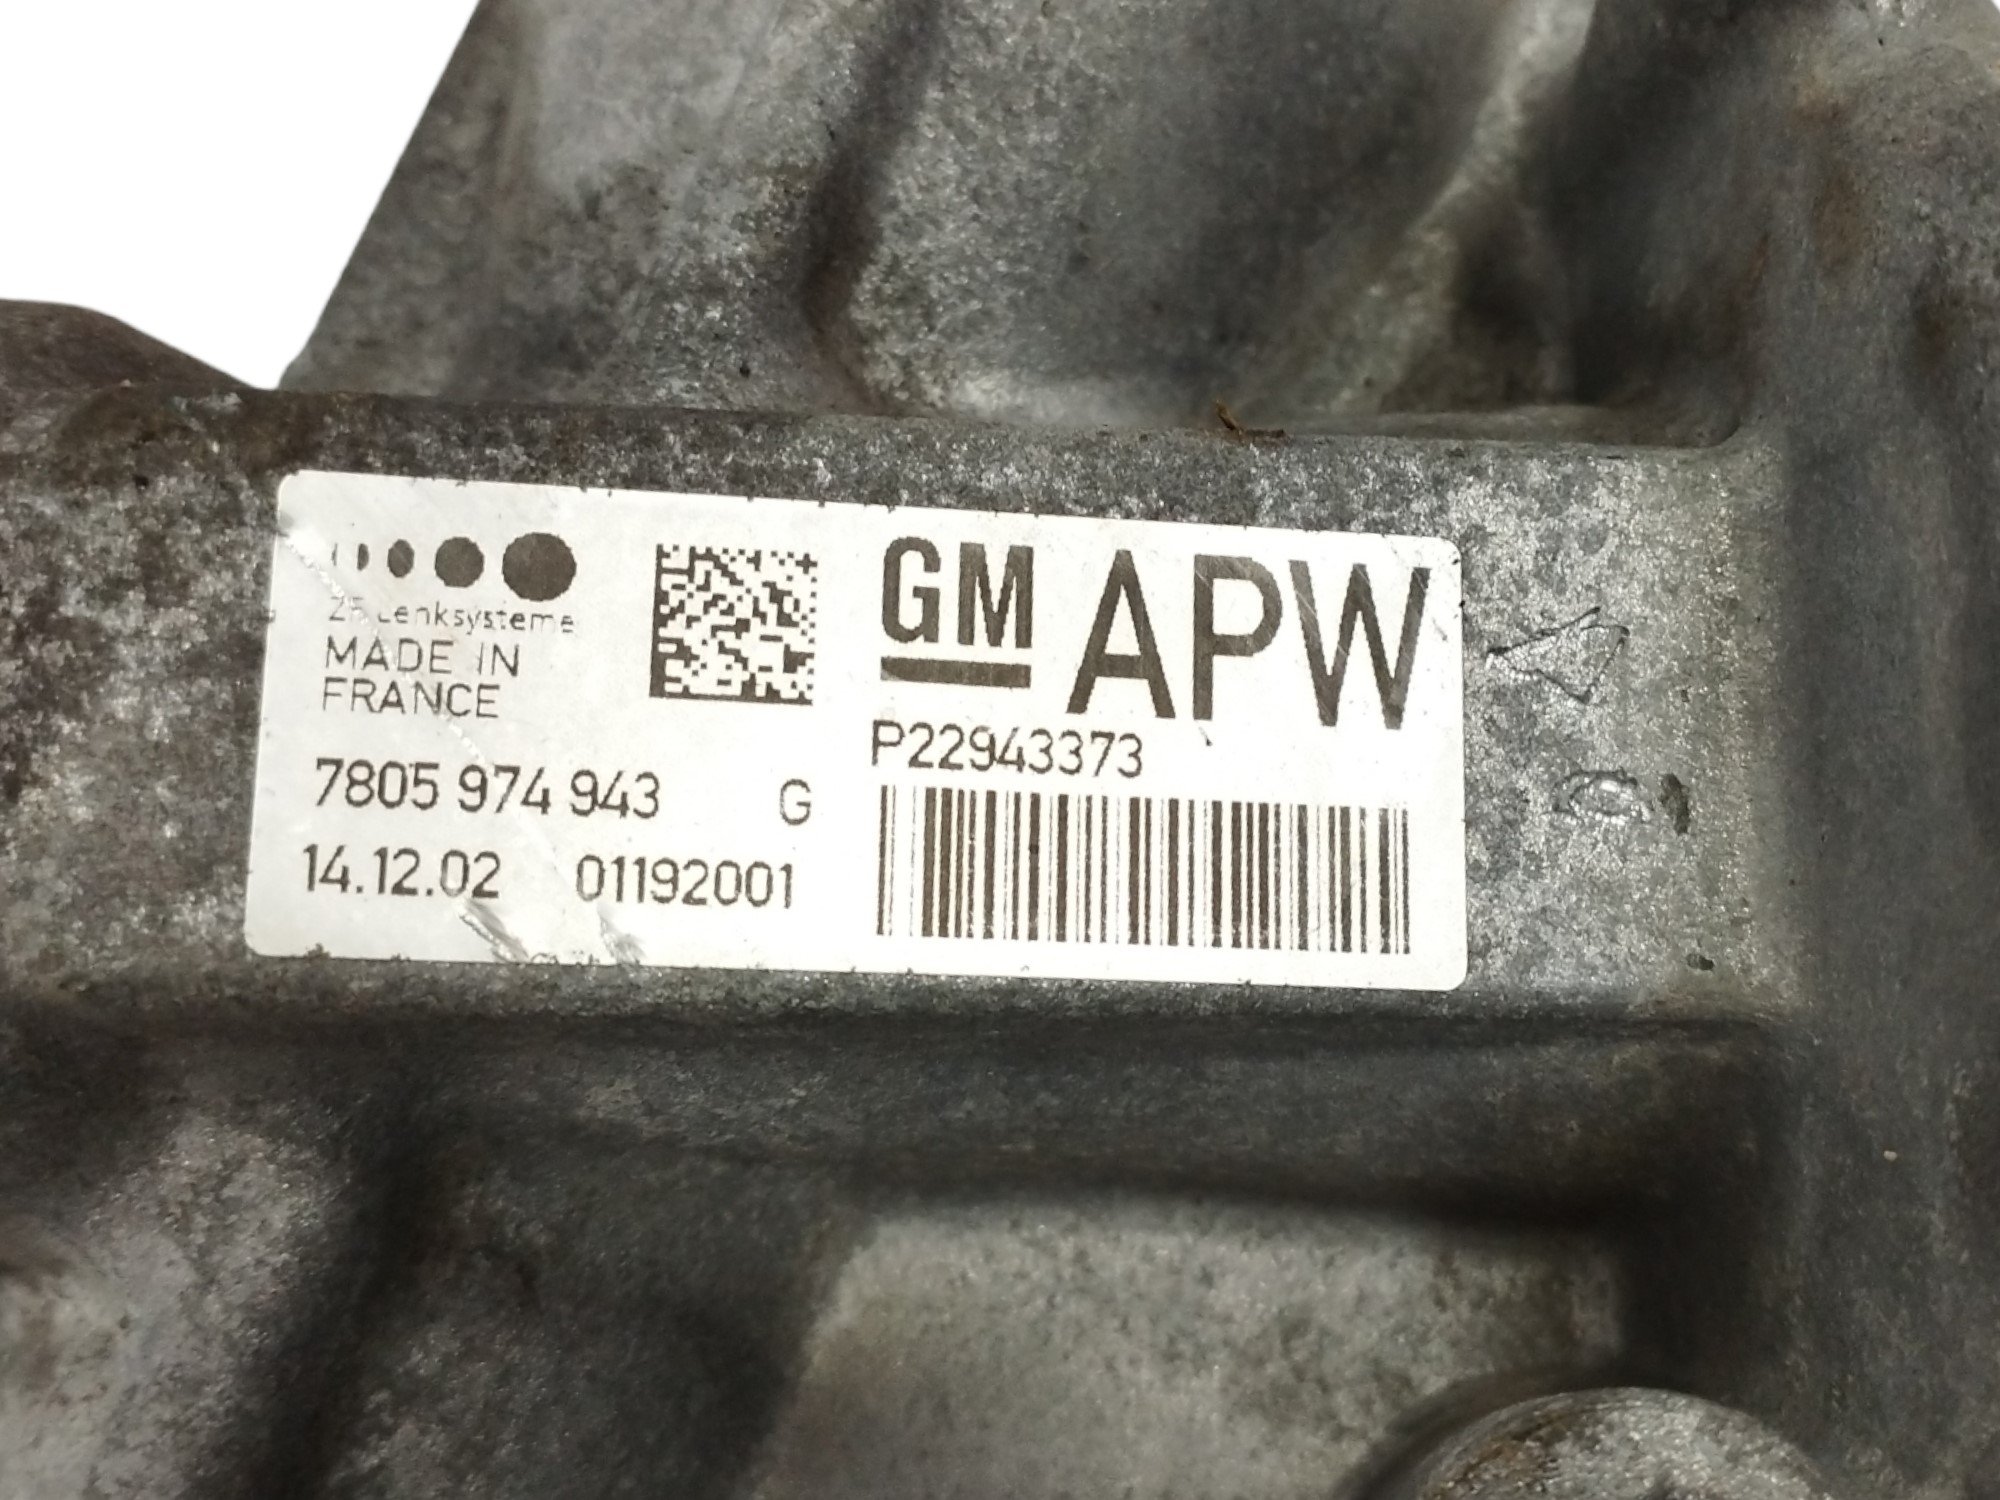 ZF Lenksysteme
MADE IN
FRANCE
7805 974 943 G
14.12.02 01192001
GM APW
P22943373